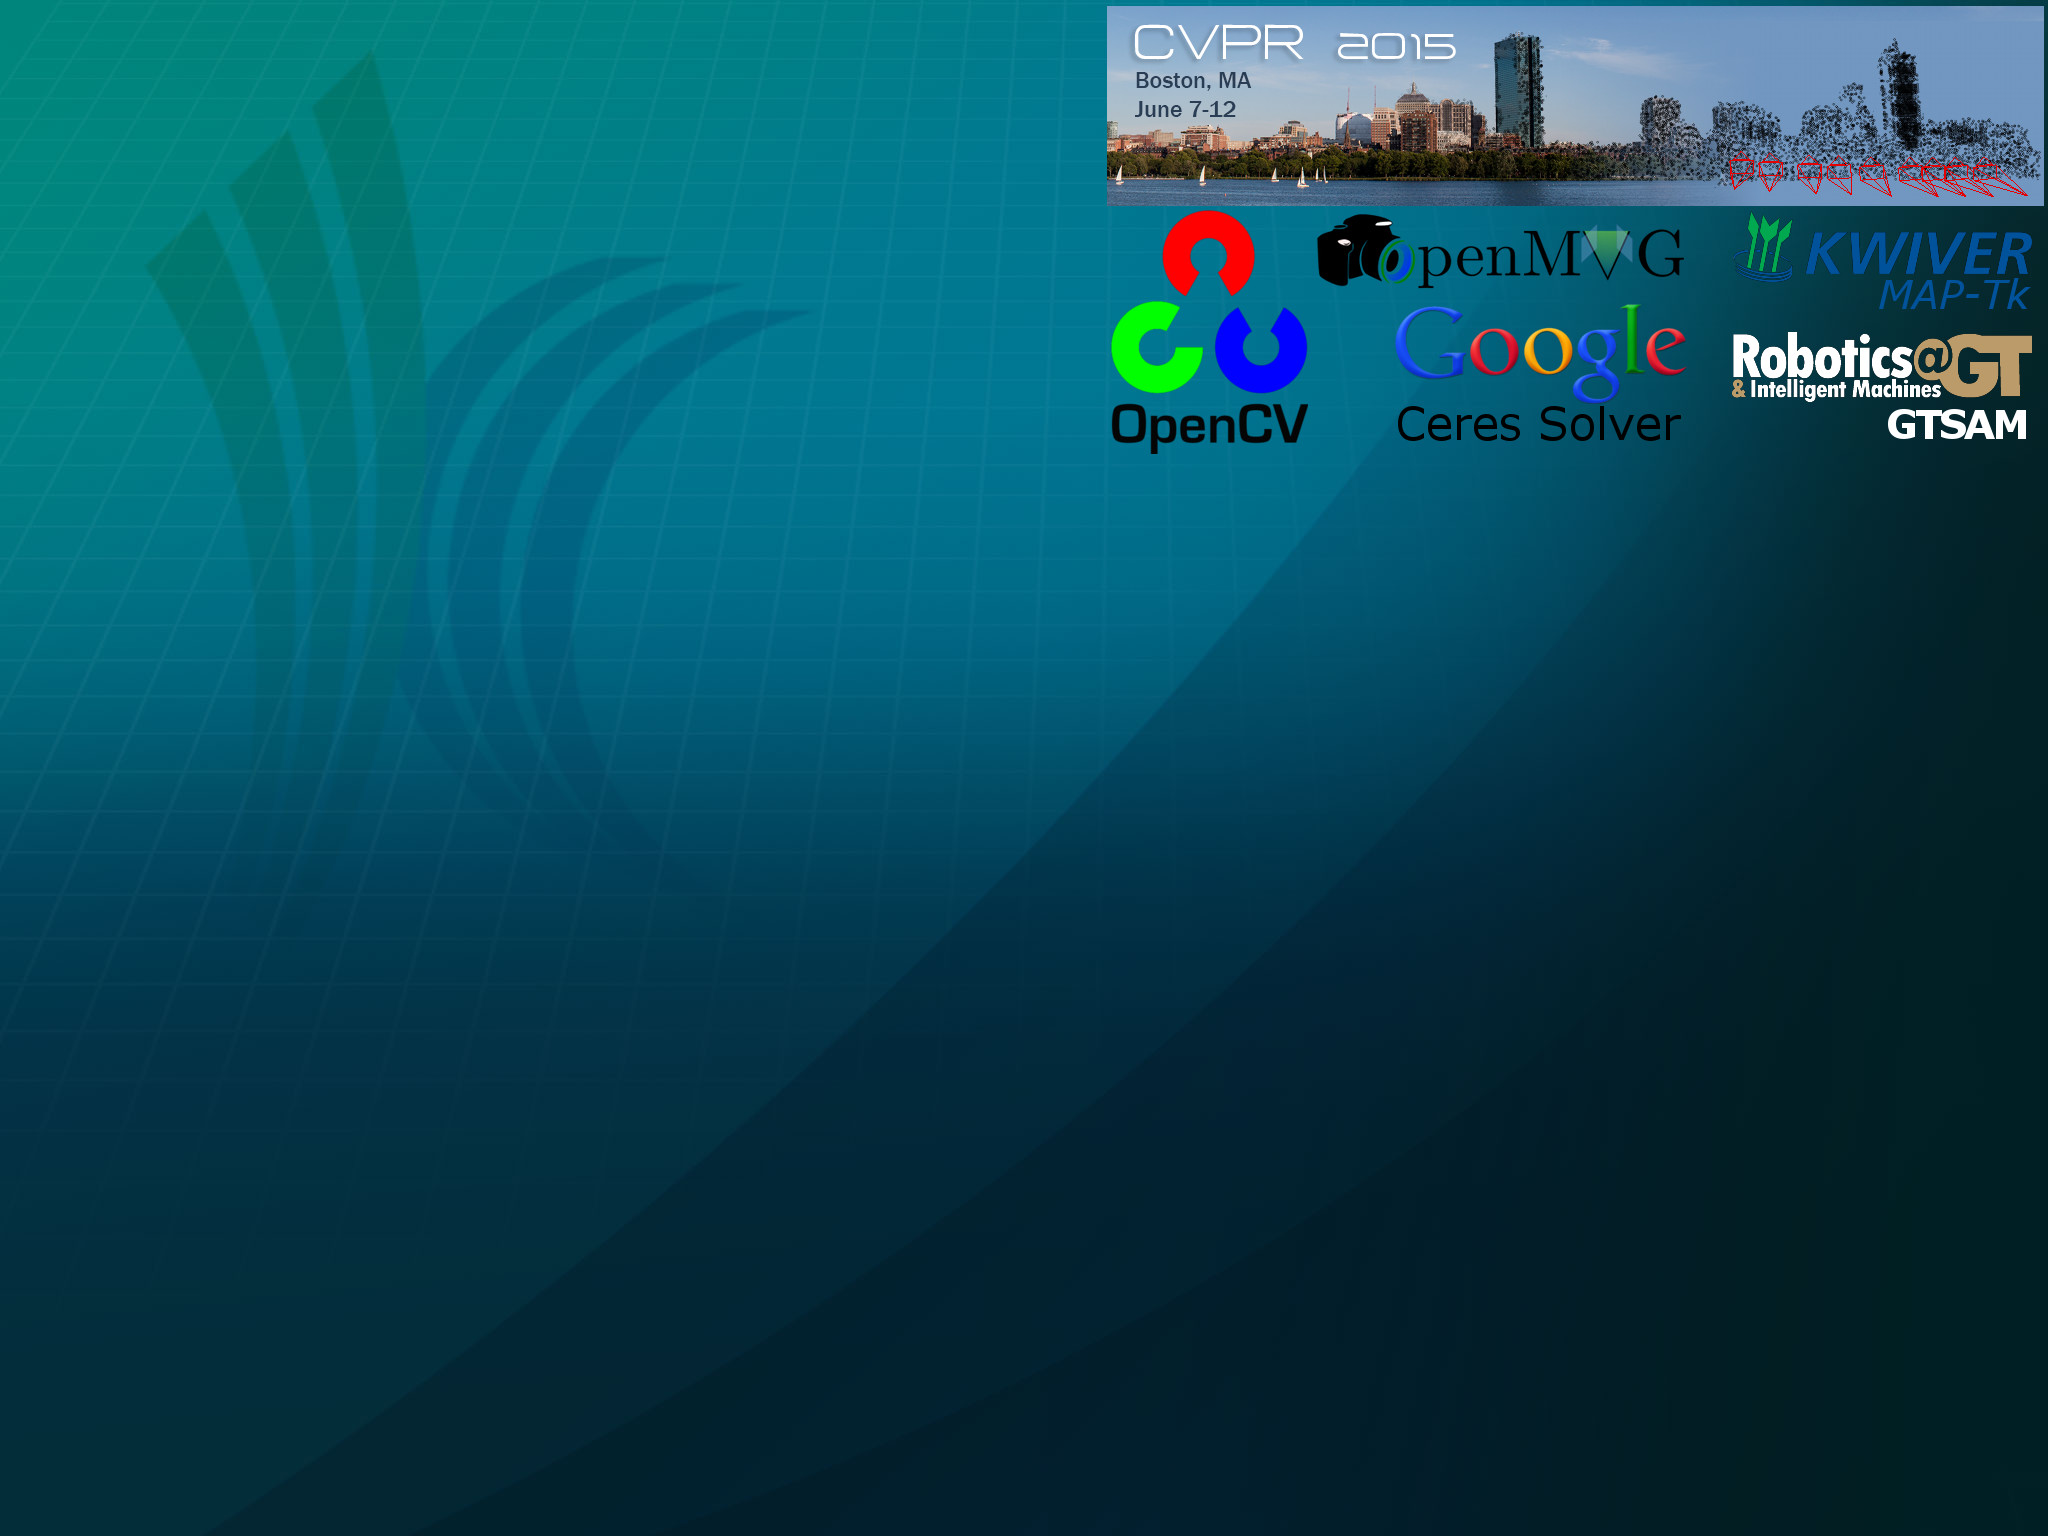 CVPR 2015
Boston, MA
June 7-12
OpenMVG
KWIVER
MAP-Tk
Google
Robotics@GT
& Intelligent Machines
OpenCV
Ceres Solver
GTSAM